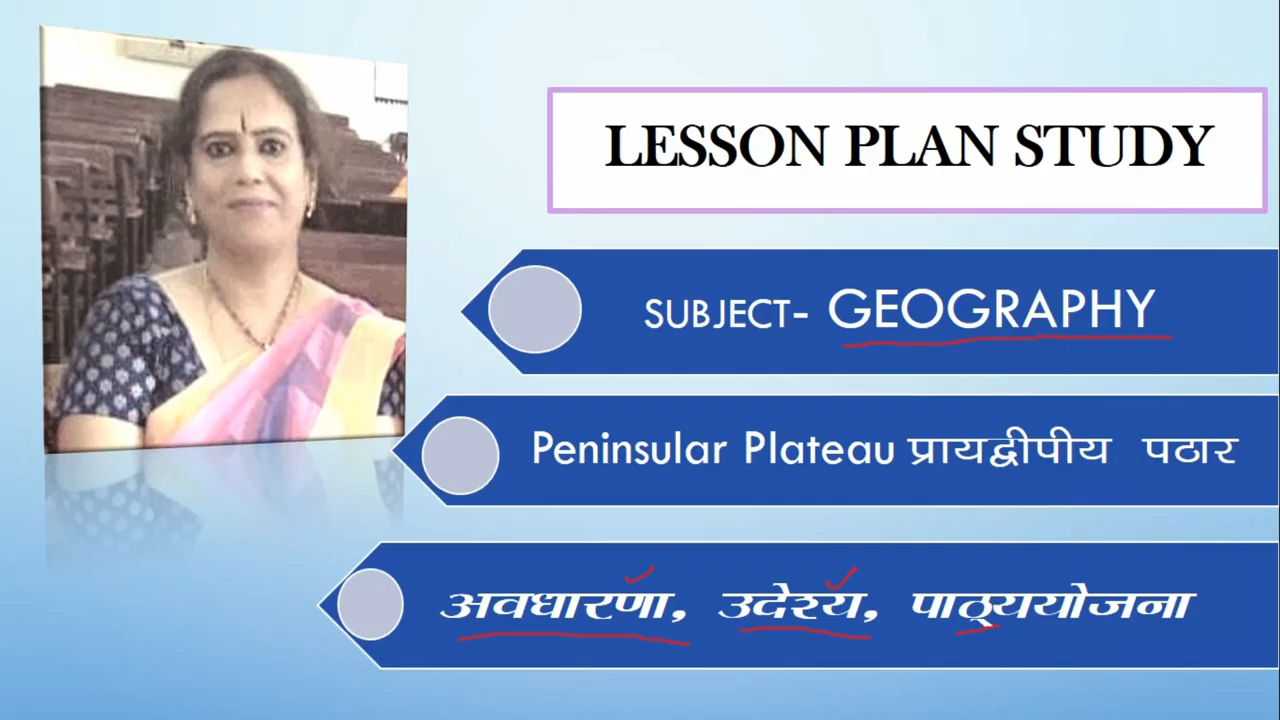 LESSON PLAN STUDY
SUBJECT- GEOGRAPHY
Peninsular Plateau प्रायद्वीपीय पठार
अवधारणा, उदेश्य, पाठ्ययोजना